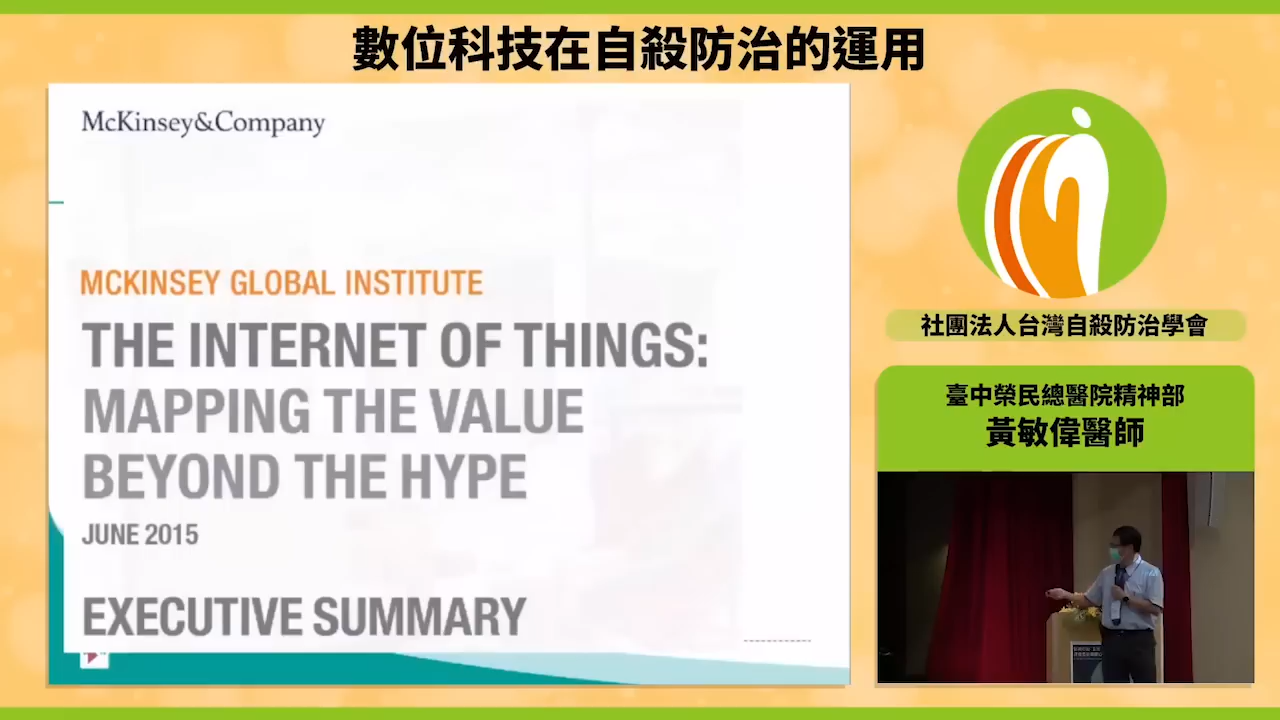 數位科技在自殺防治的運用
McKinsey&Company
MCKINSEY GLOBAL INSTITUTE
THE INTERNET OF THINGS:
MAPPING THE VALUE
BEYOND THE HYPE
JUNE 2015
EXECUTIVE SUMMARY
社團法人台灣自殺防治學會
臺中榮民總醫院精神部
黃敏偉醫師